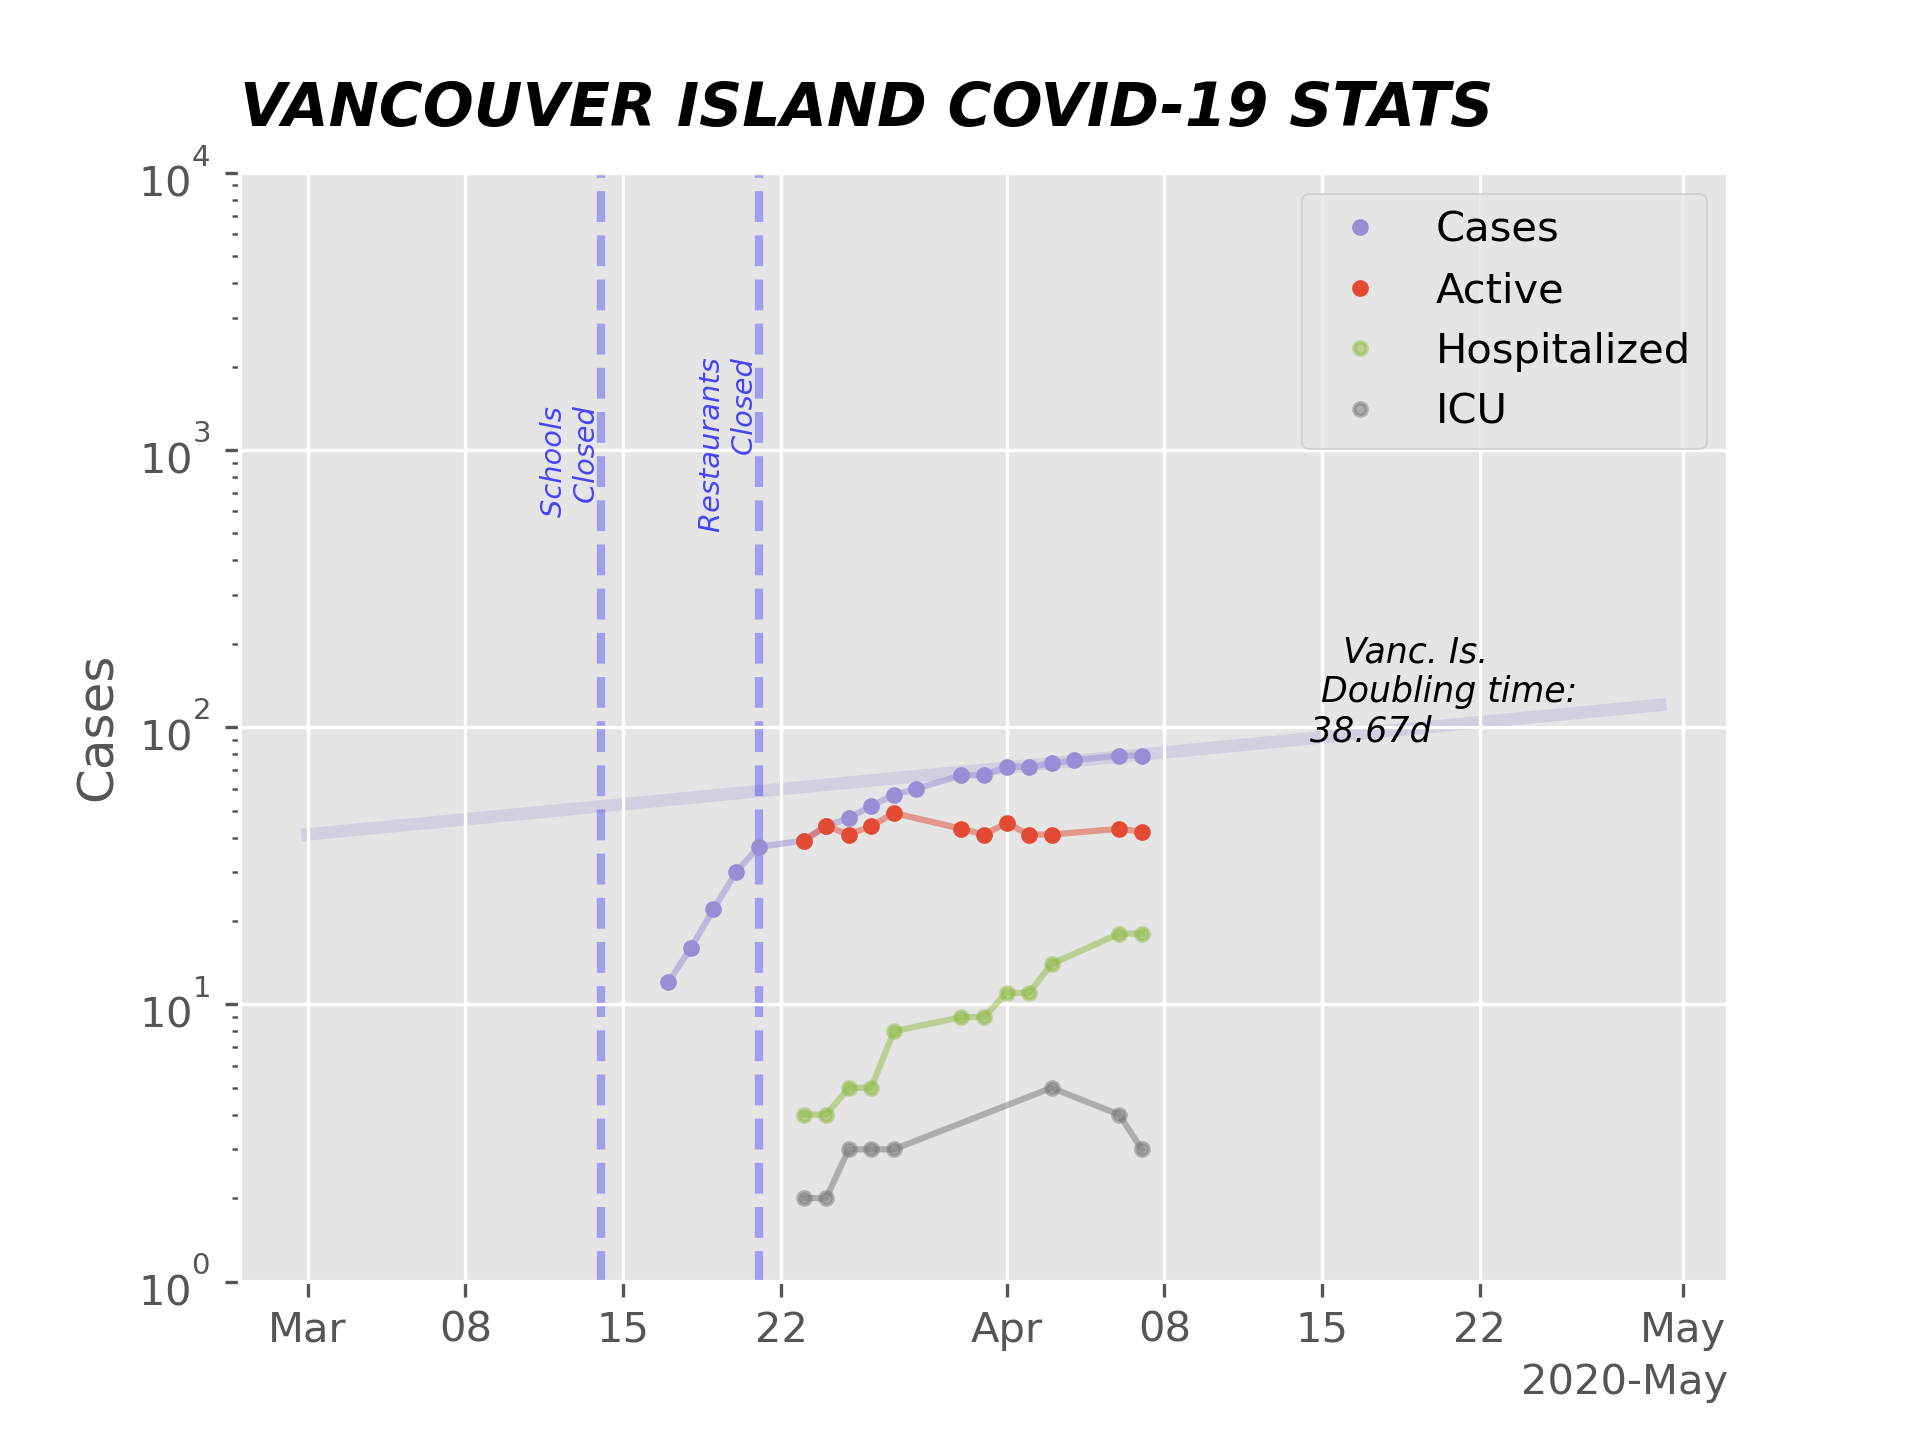 VANCOUVER ISLAND COVID-19 STATS
10^4
10^3
10^2
10^1
10^0
Cases
Schools
Closed
Restaurants
Closed
Cases
Active
Hospitalized
ICU
Vanc. Is.
Doubling time:
38.67d
Mar 08 15 22 Apr 08 15 22 May
2020-May